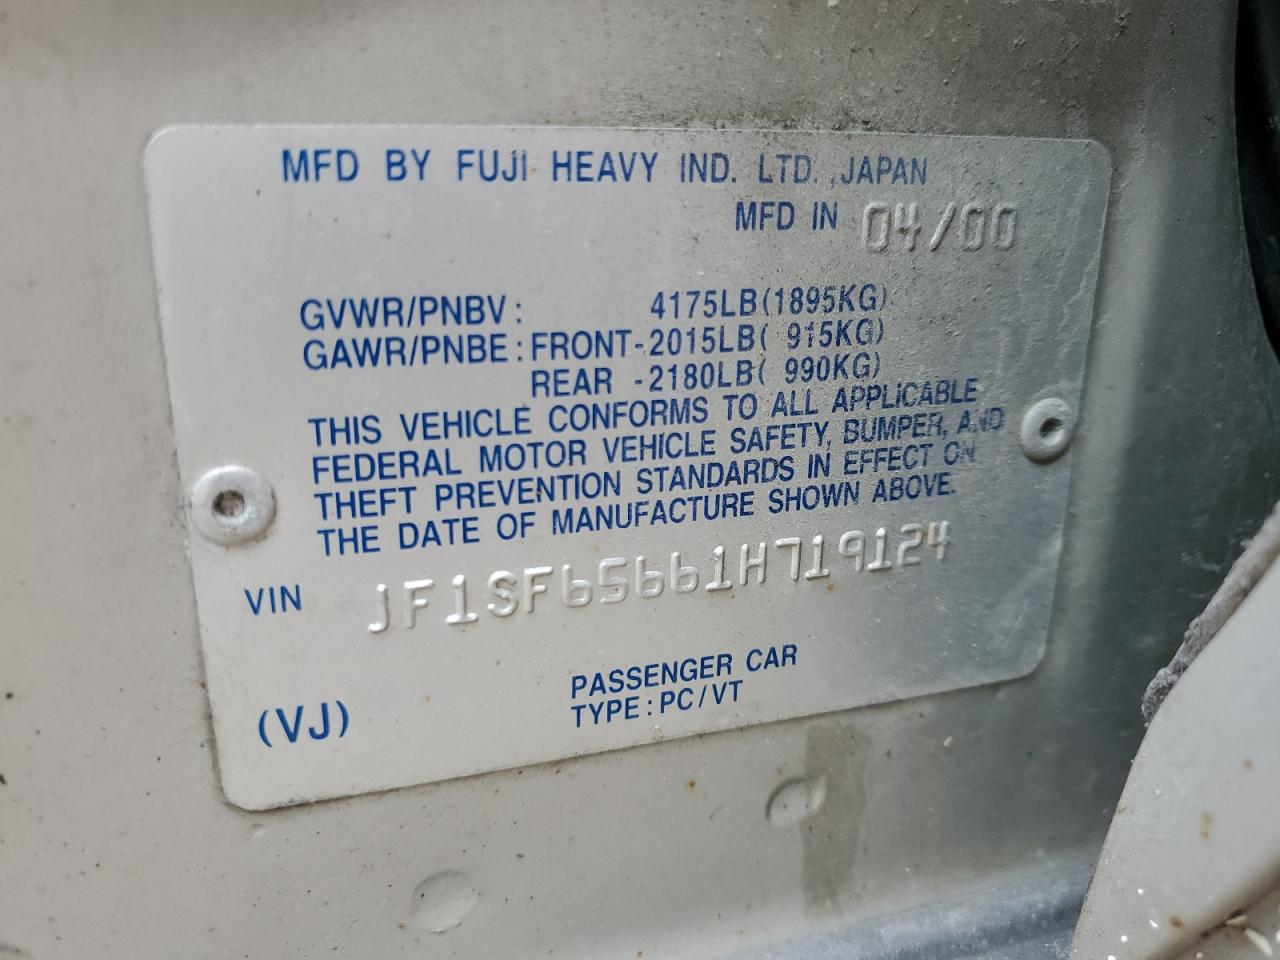 MFD BY FUJI HEAVY IND. LTD.,JAPAN
MFD IN 04/00
GVWR/PNBV: 4175LB(1895KG)
GAWR/PNBE:FRONT-2015LB( 915KG)
REAR -2180LB( 990KG)
THIS VEHICLE CONFORMS TO ALL APPLICABLE
FEDERAL MOTOR VEHICLE SAFETY, BUMPER, AND
THEFT PREVENTION STANDARDS IN EFFECT ON
THE DATE OF MANUFACTURE SHOWN ABOVE.
VIN JF1SF6S661H719124
PASSENGER CAR
(VJ) TYPE:PC/VT